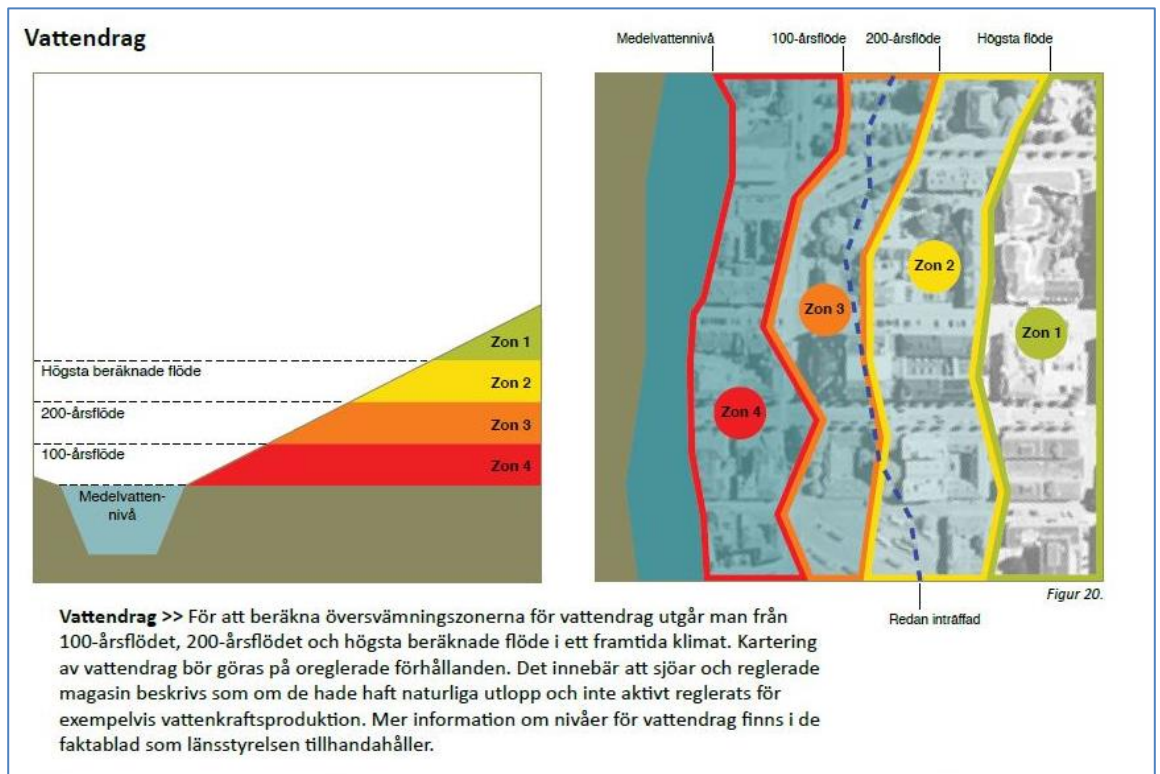 Vattendrag
Högsta beräknade flöde
200-årsflöde
100-årsflöde
Medelvatten-
nivå
Zon 1
Zon 2
Zon 3
Zon 4
Medelvattennivå
100-årsflöde
200-årsflöde
Högsta flöde
Zon 2
Zon 3
Zon 1
Zon 4
Redan inträffad
Figur 20.
Vattendrag >> För att beräkna översvämningszonerna för vattendrag utgår man från
100-årsflödet, 200-årsflödet och högsta beräknade flöde i ett framtida klimat. Kartering
av vattendrag bör göras på oreglerade förhållanden. Det innebär att sjöar och reglerade
magasin beskrivs som om de hade haft naturliga utlopp och inte aktivt reglerats för
exempelvis vattenkraftsproduktion. Mer information om nivåer för vattendrag finns i de
faktablad som länsstyrelsen tillhandahåller.